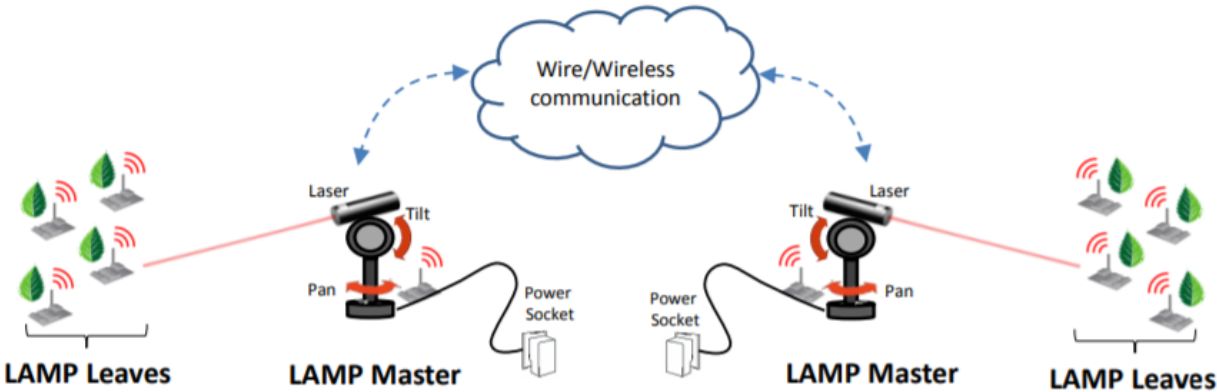 Wire/Wireless
communication
Laser
Tilt
Pan
Power
Socket
LAMP Leaves
LAMP Master
Laser
Tilt
Pan
Power
Socket
LAMP Master
LAMP Leaves